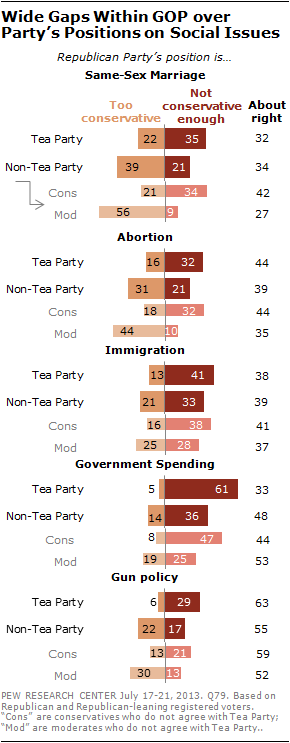 Wide Gaps Within GOP over
Party's Positions on Social Issues
Republican Party's position is...
Same-Sex Marriage
Too conservative Not conservative enough About right
Tea Party 22 35 32
Non-Tea Party 39 21 34
Cons 21 34 42
Mod 56 9 27
Abortion
Tea Party 16 32 44
Non-Tea Party 31 21 39
Cons 18 32 44
Mod 44 10 35
Immigration
Tea Party 13 41 38
Non-Tea Party 21 33 39
Cons 16 38 41
Mod 25 28 37
Government Spending
Tea Party 5 61 33
Non-Tea Party 14 36 48
Cons 8 47 44
Mod 19 25 53
Gun policy
Tea Party 6 29 63
Non-Tea Party 22 17 55
Cons 13 21 59
Mod 30 13 52
PEW RESEARCH CENTER July 17-21, 2013. Q79. Based on
Republican and Republican-leaning registered voters.
"Cons" are conservatives who do not agree with Tea Party;
"Mod" are moderates who do not agree with Tea Party..